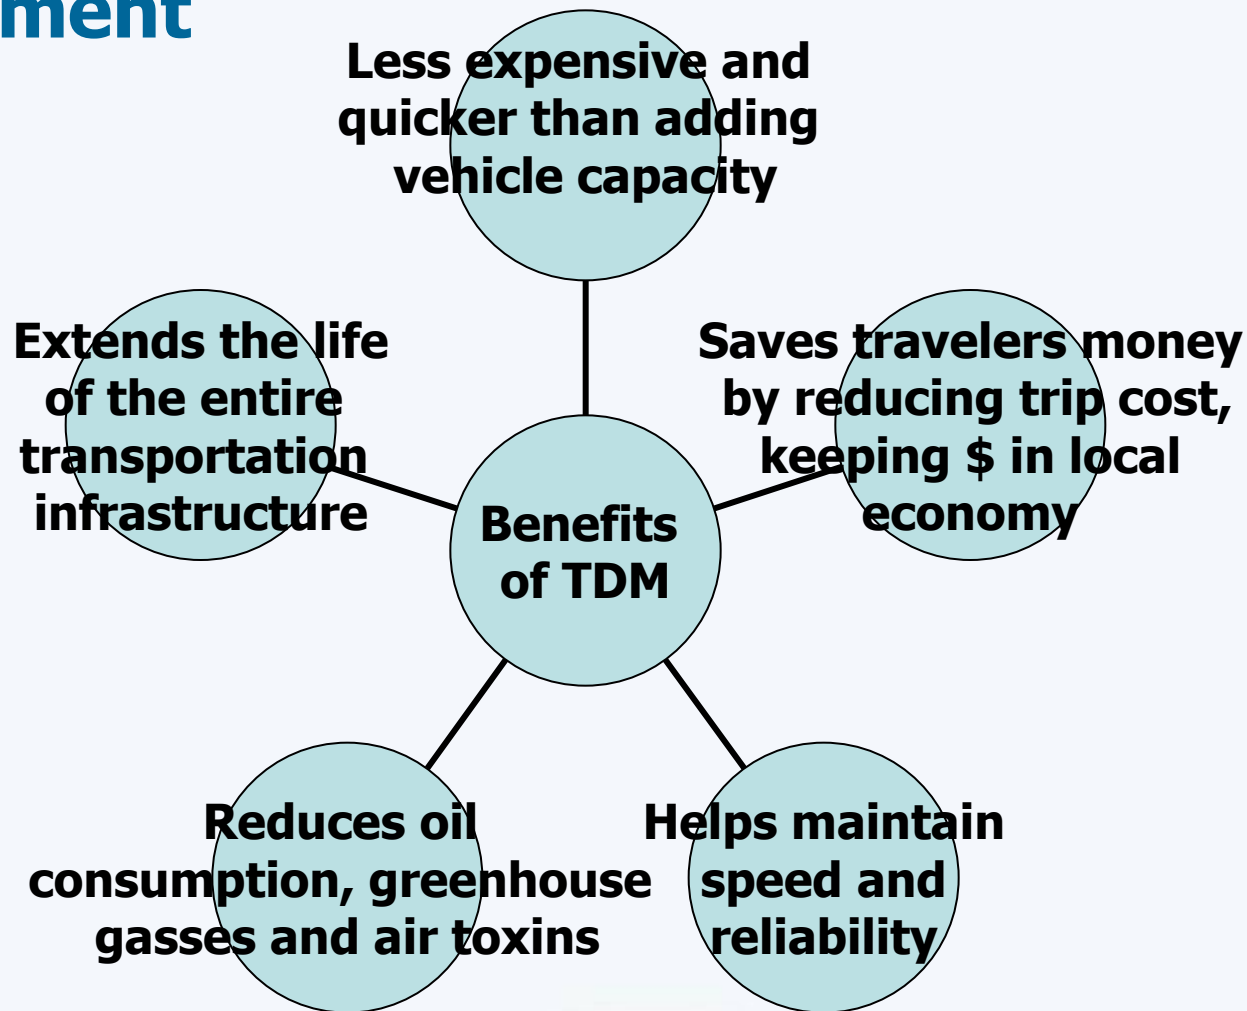 ment
Less expensive and
quicker than adding
vehicle capacity
Extends the life
of the entire
transportation
infrastructure
Saves travelers money
by reducing trip cost,
keeping $ in local
economy
Benefits
of TDM
Reduces oil
consumption, greenhouse
gasses and air toxins
Helps maintain
speed and
reliability